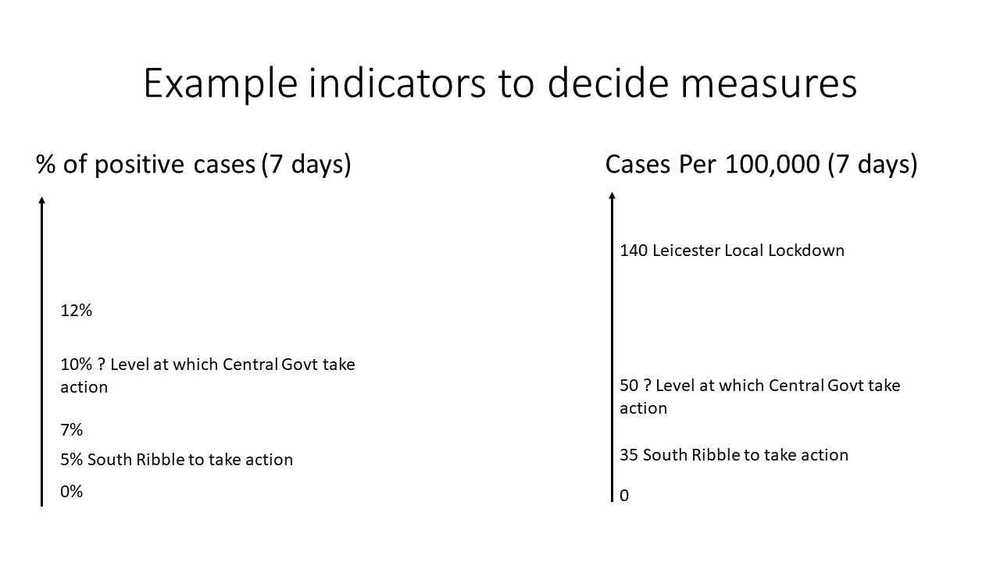 Example indicators to decide measures
% of positive cases (7 days)
12%
10% ? Level at which Central Govt take
action
7%
5% South Ribble to take action
0%
Cases Per 100,000 (7 days)
140 Leicester Local Lockdown
50 ? Level at which Central Govt take
action
35 South Ribble to take action
0